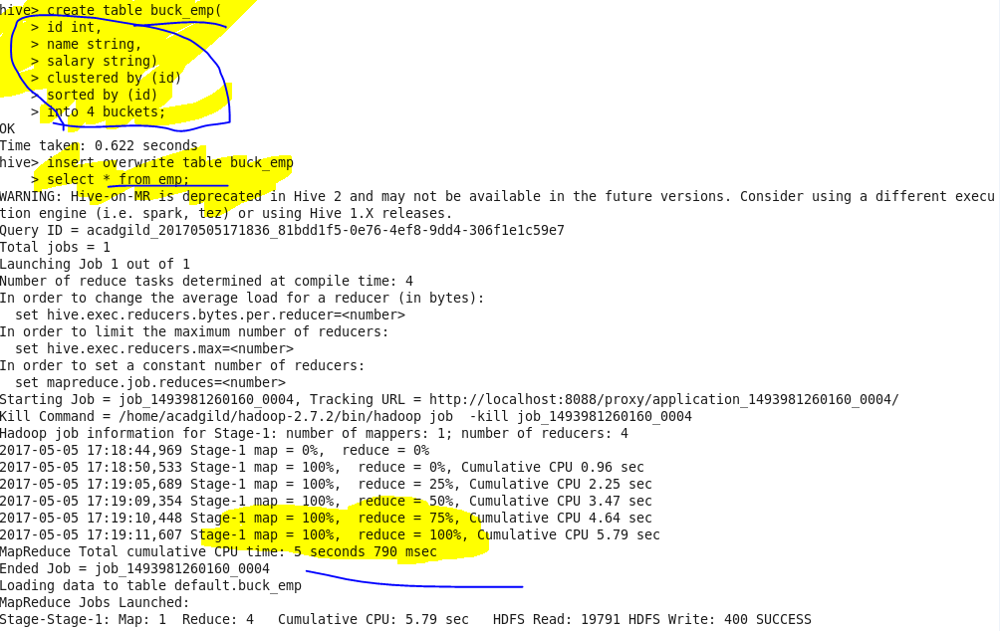 hive> create table buck_emp(
    > id int,
    > name string,
    > salary string)
    > clustered by (id)
    > sorted by (id)
    > into 4 buckets;
OK
Time taken: 0.622 seconds
hive> insert overwrite table buck_emp
    > select * from emp;
WARNING: Hive-on-MR is deprecated in Hive 2 and may not be available in the future versions. Consider using a different execu
tion engine (i.e. spark, tez) or using Hive 1.X releases.
Query ID = acadgild_20170505171836_81bdd1f5-0e76-4ef8-9dd4-306f1e1c59e7
Total jobs = 1
Launching Job 1 out of 1
Number of reduce tasks determined at compile time: 4
In order to change the average load for a reducer (in bytes):
  set hive.exec.reducers.bytes.per.reducer=<number>
In order to limit the maximum number of reducers:
  set hive.exec.reducers.max=<number>
In order to set a constant number of reducers:
  set mapreduce.job.reduces=<number>
Starting Job = job_1493981260160_0004, Tracking URL = http://localhost:8088/proxy/application_1493981260160_0004/
Kill Command = /home/acadgild/hadoop-2.7.2/bin/hadoop job  -kill job_1493981260160_0004
Hadoop job information for Stage-1: number of mappers: 1; number of reducers: 4
2017-05-05 17:18:44,969 Stage-1 map = 0%,  reduce = 0%
2017-05-05 17:18:50,533 Stage-1 map = 100%,  reduce = 0%, Cumulative CPU 0.96 sec
2017-05-05 17:19:05,689 Stage-1 map = 100%,  reduce = 25%, Cumulative CPU 2.25 sec
2017-05-05 17:19:09,354 Stage-1 map = 100%,  reduce = 50%, Cumulative CPU 3.47 sec
2017-05-05 17:19:10,448 Stage-1 map = 100%,  reduce = 75%, Cumulative CPU 4.64 sec
2017-05-05 17:19:11,607 Stage-1 map = 100%,  reduce = 100%, Cumulative CPU 5.79 sec
MapReduce Total cumulative CPU time: 5 seconds 790 msec
Ended Job = job_1493981260160_0004
Loading data to table default.buck_emp
MapReduce Jobs Launched:
Stage-Stage-1: Map: 1  Reduce: 4   Cumulative CPU: 5.79 sec   HDFS Read: 19791 HDFS Write: 400 SUCCESS